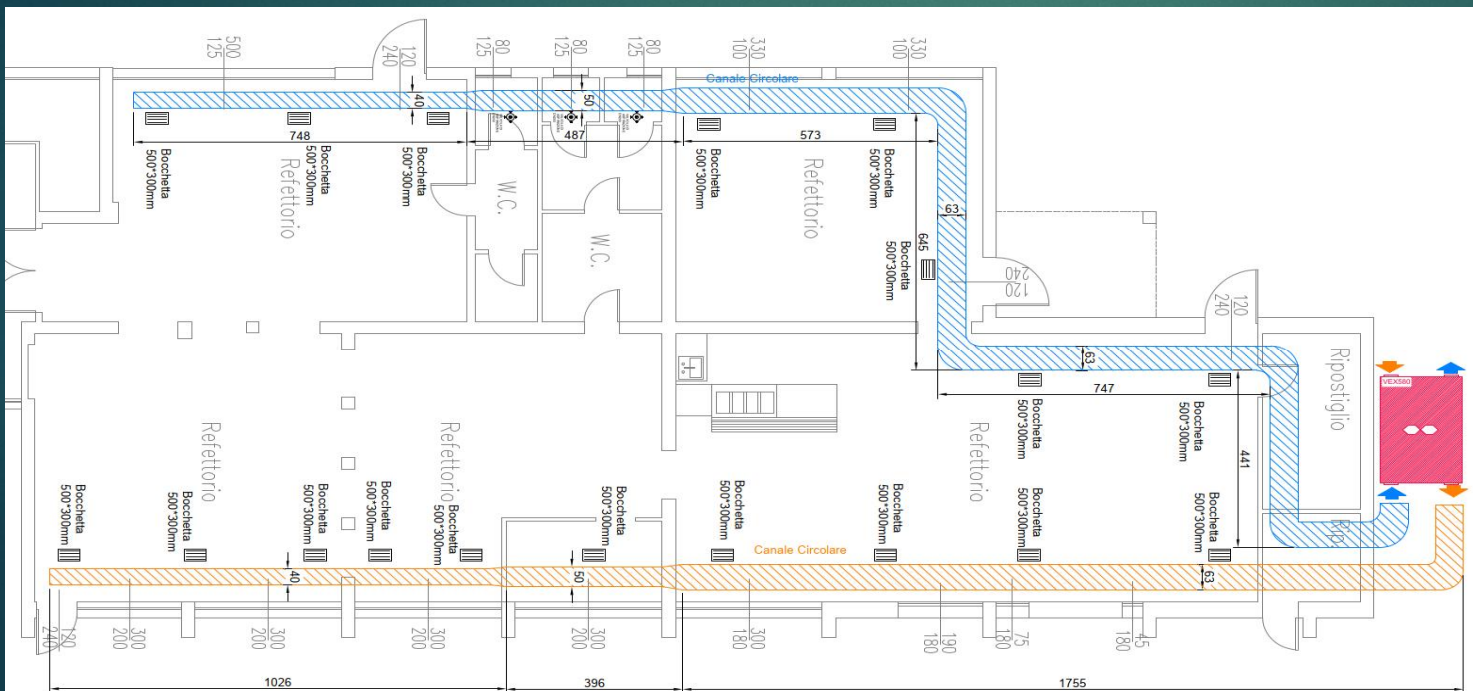 500
125
120
240
80
125
80
125
80
125
330
100
330
100
Canale Circolare
40
50
748
487
573
Bocchetta
500*300mm
Bocchetta
500*300mm
Bocchetta
500*300mm
Refettorio
W.C.
W.C.
Bocchetta
500*300mm
Refettorio
Bocchetta
500*300mm
63
645
Bocchetta
500*300mm
240
120
120
240
63
747
441
Ripostiglio
VEX580
Refettorio
Refettorio
Refettorio
Bocchetta
500*300mm
Bocchetta
500*300mm
Bocchetta
500*300mm
Bocchetta
500*300mm
Bocchetta
500*300mm
Bocchetta
500*300mm
Bocchetta
500*300mm
Bocchetta
500*300mm
Bocchetta
500*300mm
Bocchetta
500*300mm
Bocchetta
500*300mm
Bocchetta
500*300mm
Rip.
Canale Circolare
40
50
63
120
240
300
200
300
200
300
200
300
200
300
180
190
180
75
180
45
180
1026
396
1755